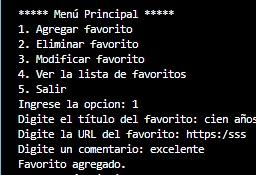 ***** Menú Principal *****
1. Agregar favorito
2. Eliminar favorito
3. Modificar favorito
4. Ver la lista de favoritos
5. Salir
Ingrese la opcion: 1
Digite el título del favorito: cien años
Digite la URL del favorito: https:/sss
Digite un comentario: excelente
Favorito agregado.